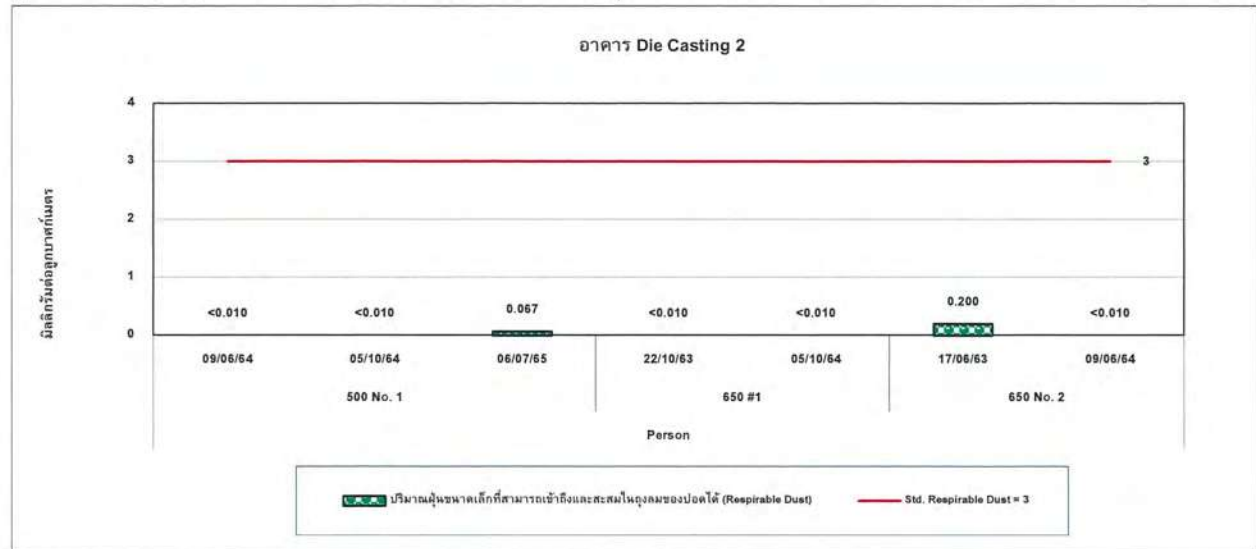 อาคาร Die Casting 2
มิลลิกรัมต่อลูกบาศก์เมตร
4
3
3
2
1
0
<0.010 <0.010 0.067 <0.010 <0.010 0.200 <0.010
09/06/64 05/10/64 06/07/65 22/10/63 05/10/64 17/06/63 09/06/64
500 No. 1 650 #1 650 No. 2
Person
ปริมาณฝุ่นขนาดเล็กที่สามารถเข้าถึงและสะสมในถุงลมของปอดได้ (Respirable Dust) Std. Respirable Dust = 3